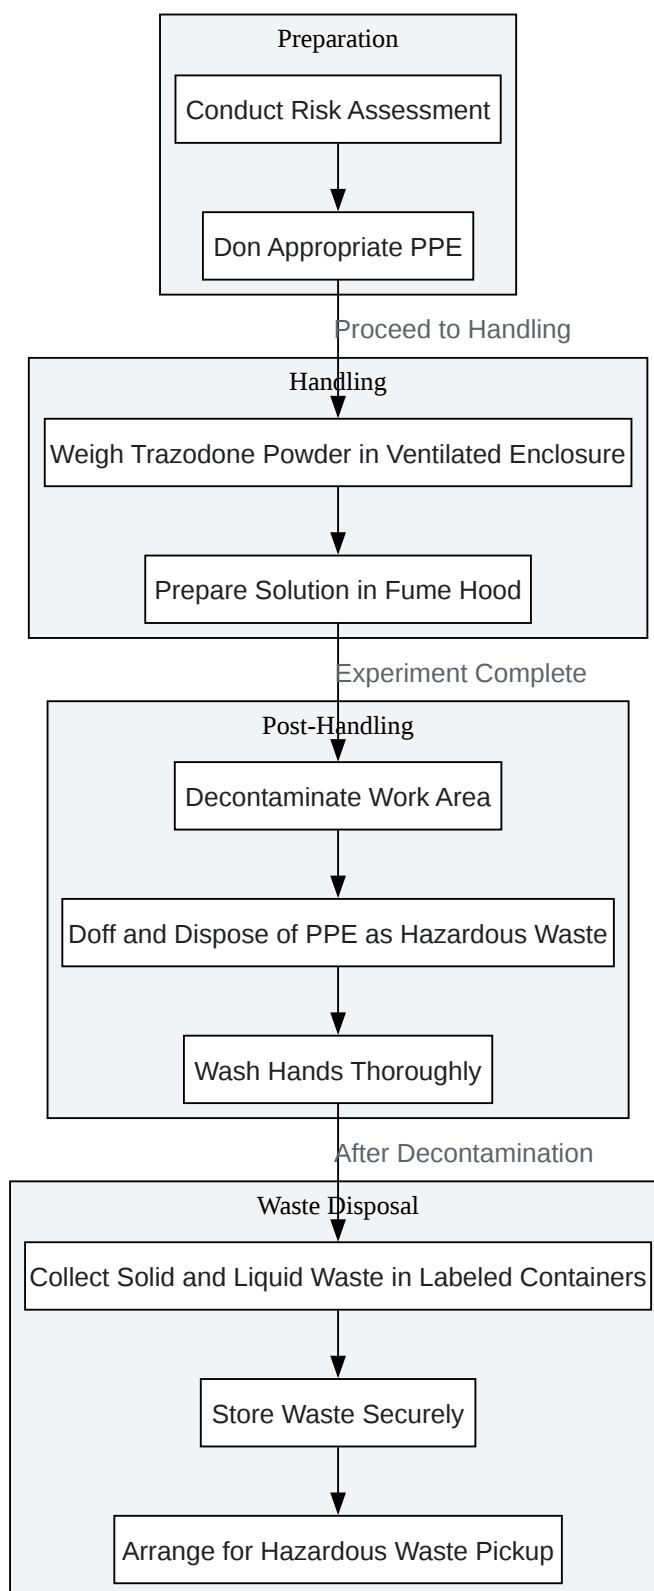 Preparation
Conduct Risk Assessment
Don Appropriate PPE
Proceed to Handling
Handling
Weigh Trazodone Powder in Ventilated Enclosure
Prepare Solution in Fume Hood
Experiment Complete
Post-Handling
Decontaminate Work Area
Doff and Dispose of PPE as Hazardous Waste
Wash Hands Thoroughly
After Decontamination
Waste Disposal
Collect Solid and Liquid Waste in Labeled Containers
Store Waste Securely
Arrange for Hazardous Waste Pickup